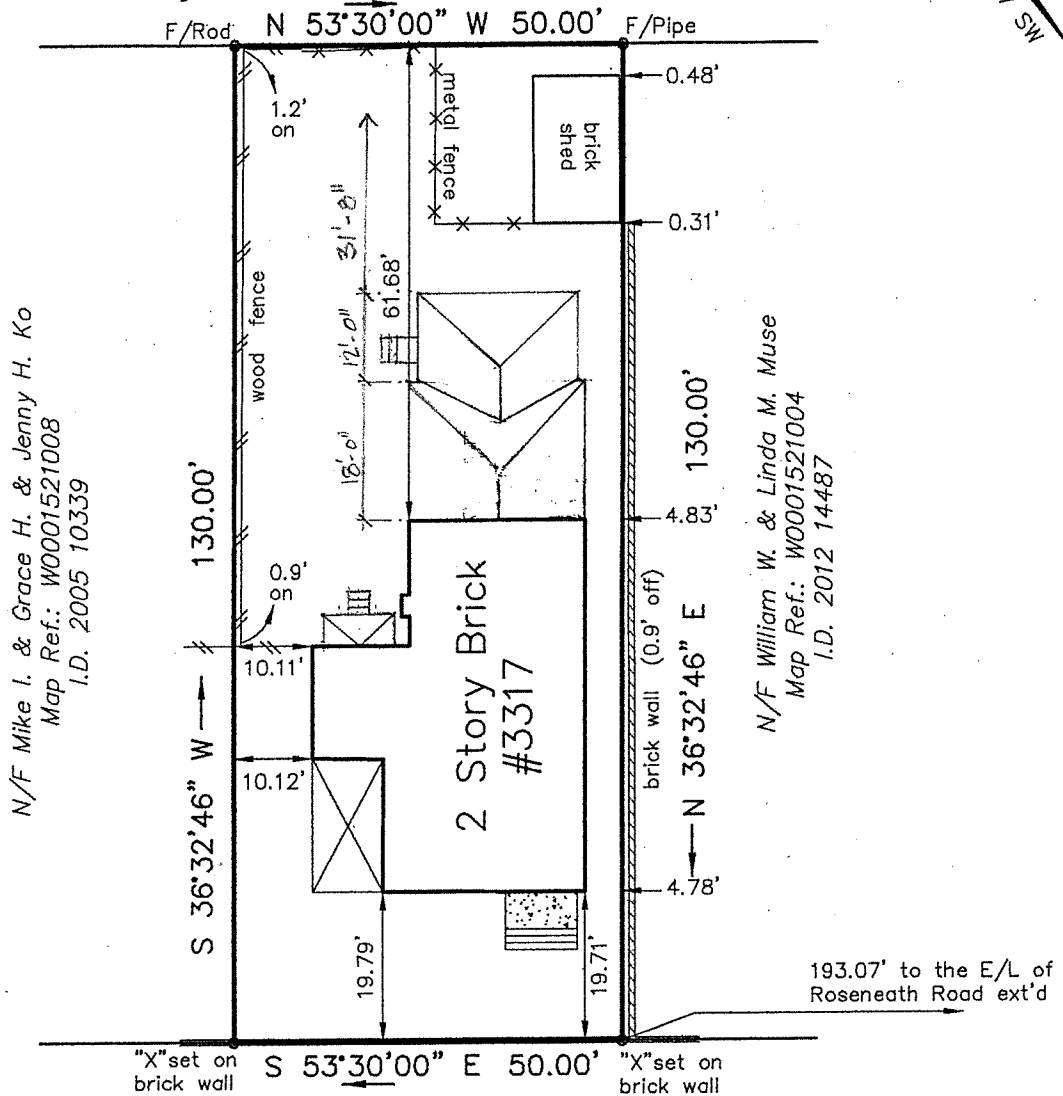 SW
N 53°30'00" W 50.00'
F/Rod
F/Pipe
0.48'
1.2'
on
metal fence
brick
shed
0.31'
31'-8"
61.68'
wood fence
12'-0"
18'-0"
N/F Mike I. & Grace H. & Jenny H. Ko
Map Ref.: W0001521008
I.D. 2005 10339
130.00'
S 36°32'46" W
0.9'
on
10.11'
10.12'
2 Story Brick
#3317
4.83'
130.00'
N 36°32'46" E
brick wall (0.9' off)
N/F William W. & Linda M. Muse
Map Ref.: W0001521004
I.D. 2012 14487
4.78'
19.79'
19.71'
193.07' to the E/L of
Roseneath Road ext'd
"X"set on
brick wall
S 53°30'00" E 50.00'
"X"set on
brick wall